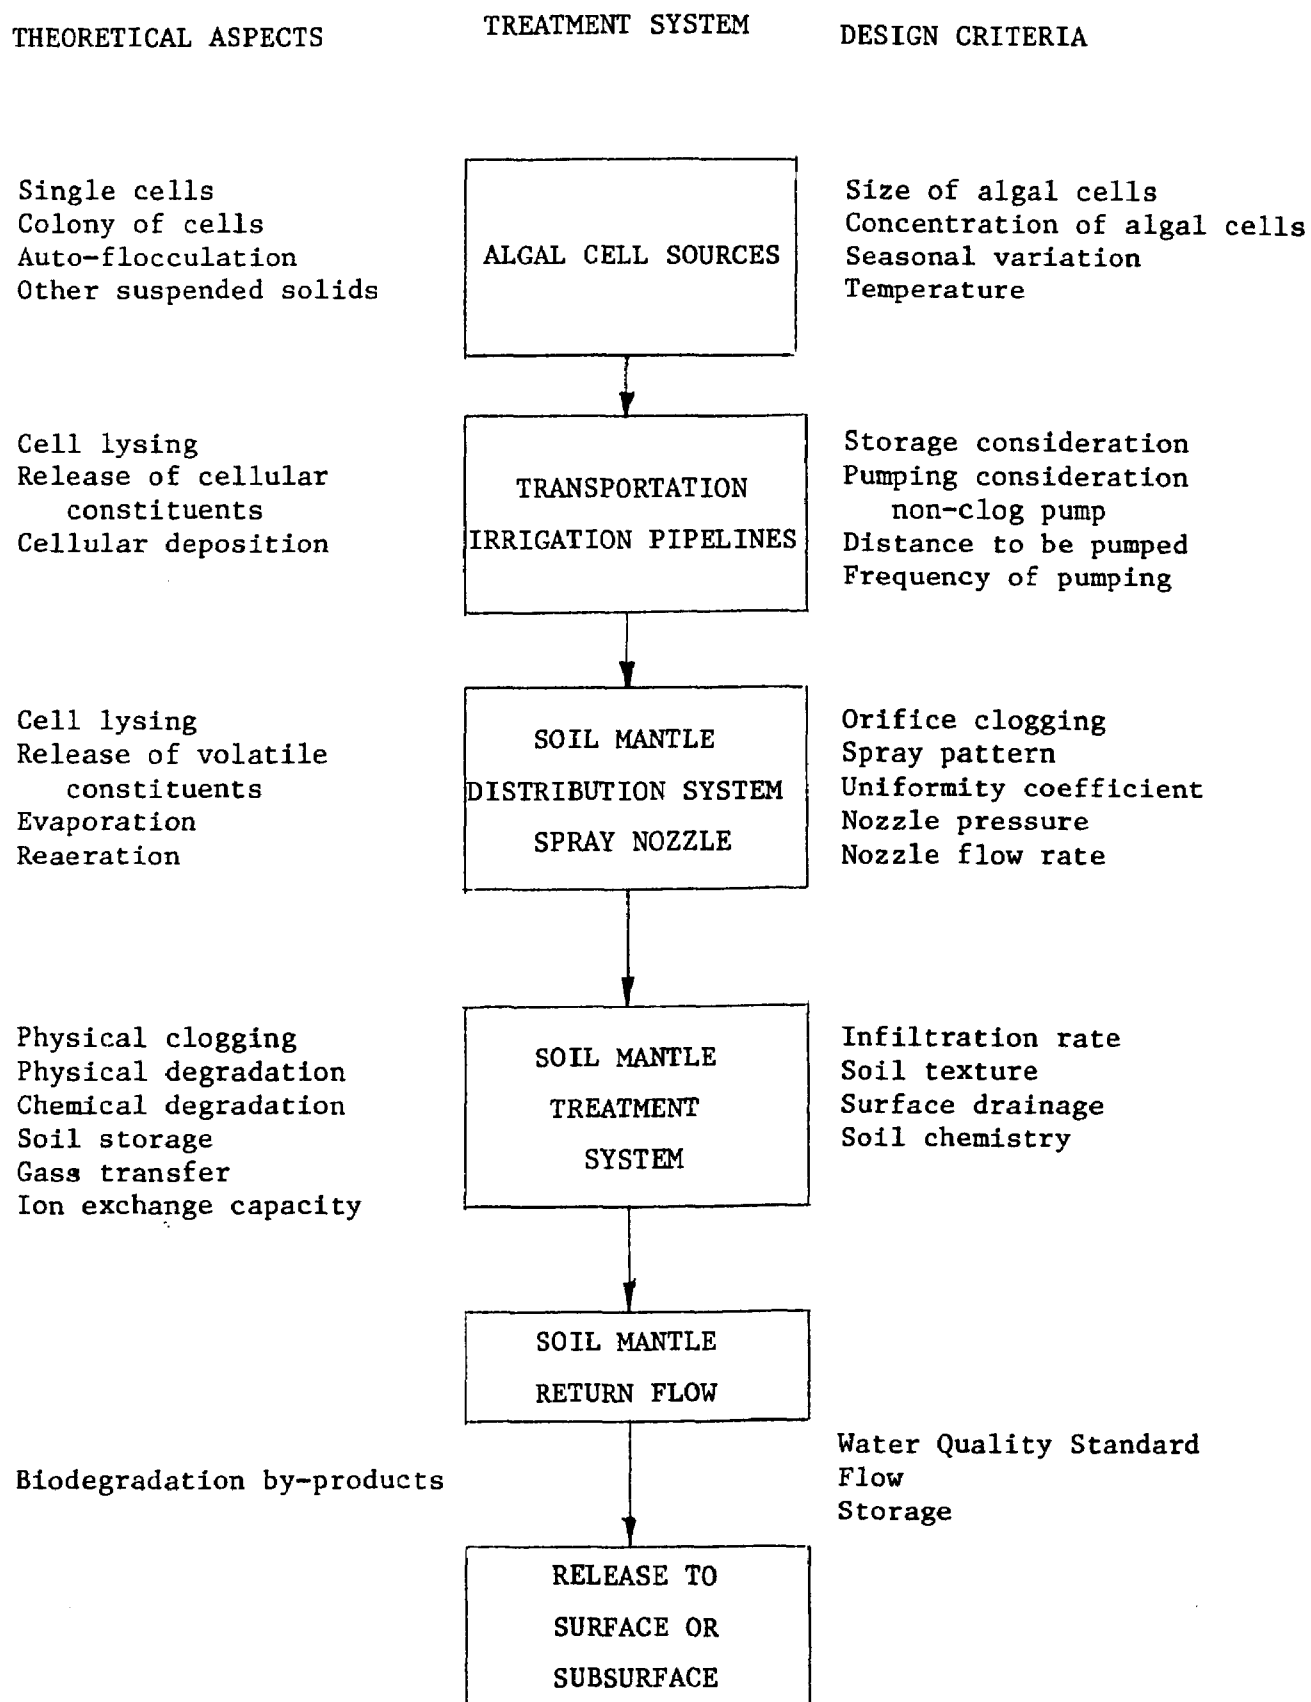 THEORETICAL ASPECTS
TREATMENT SYSTEM
DESIGN CRITERIA
Single cells
Colony of cells
Auto-flocculation
Other suspended solids
ALGAL CELL SOURCES
Size of algal cells
Concentration of algal cells
Seasonal variation
Temperature
Cell lysing
Release of cellular
constituents
Cellular deposition
TRANSPORTATION
IRRIGATION PIPELINES
Storage consideration
Pumping consideration
non-clog pump
Distance to be pumped
Frequency of pumping
Cell lysing
Release of volatile
constituents
Evaporation
Reaeration
SOIL MANTLE
DISTRIBUTION SYSTEM
SPRAY NOZZLE
Orifice clogging
Spray pattern
Uniformity coefficient
Nozzle pressure
Nozzle flow rate
Physical clogging
Physical degradation
Chemical degradation
Soil storage
Gass transfer
Ion exchange capacity
SOIL MANTLE
TREATMENT
SYSTEM
Infiltration rate
Soil texture
Surface drainage
Soil chemistry
SOIL MANTLE
RETURN FLOW
Biodegradation by-products
Water Quality Standard
Flow
Storage
RELEASE TO
SURFACE OR
SUBSURFACE